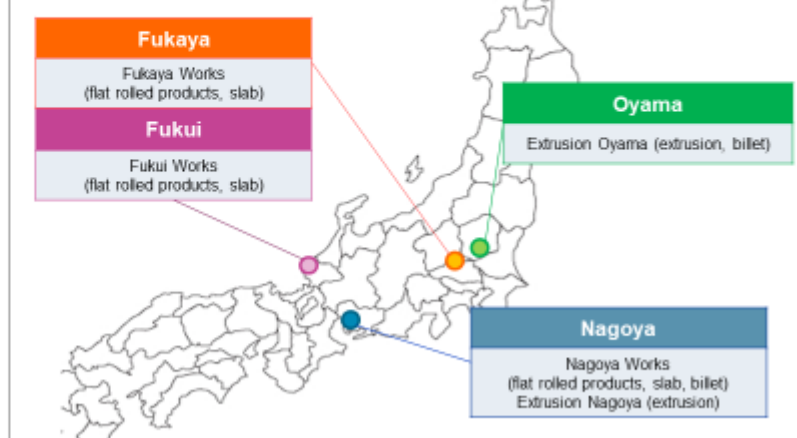 Fukaya
Fukaya Works
(flat rolled products, slab)
Fukui
Fukui Works
(flat rolled products, slab)
Oyama
Extrusion Oyama (extrusion, billet)
Nagoya
Nagoya Works
(flat rolled products, slab, billet)
Extrusion Nagoya (extrusion)